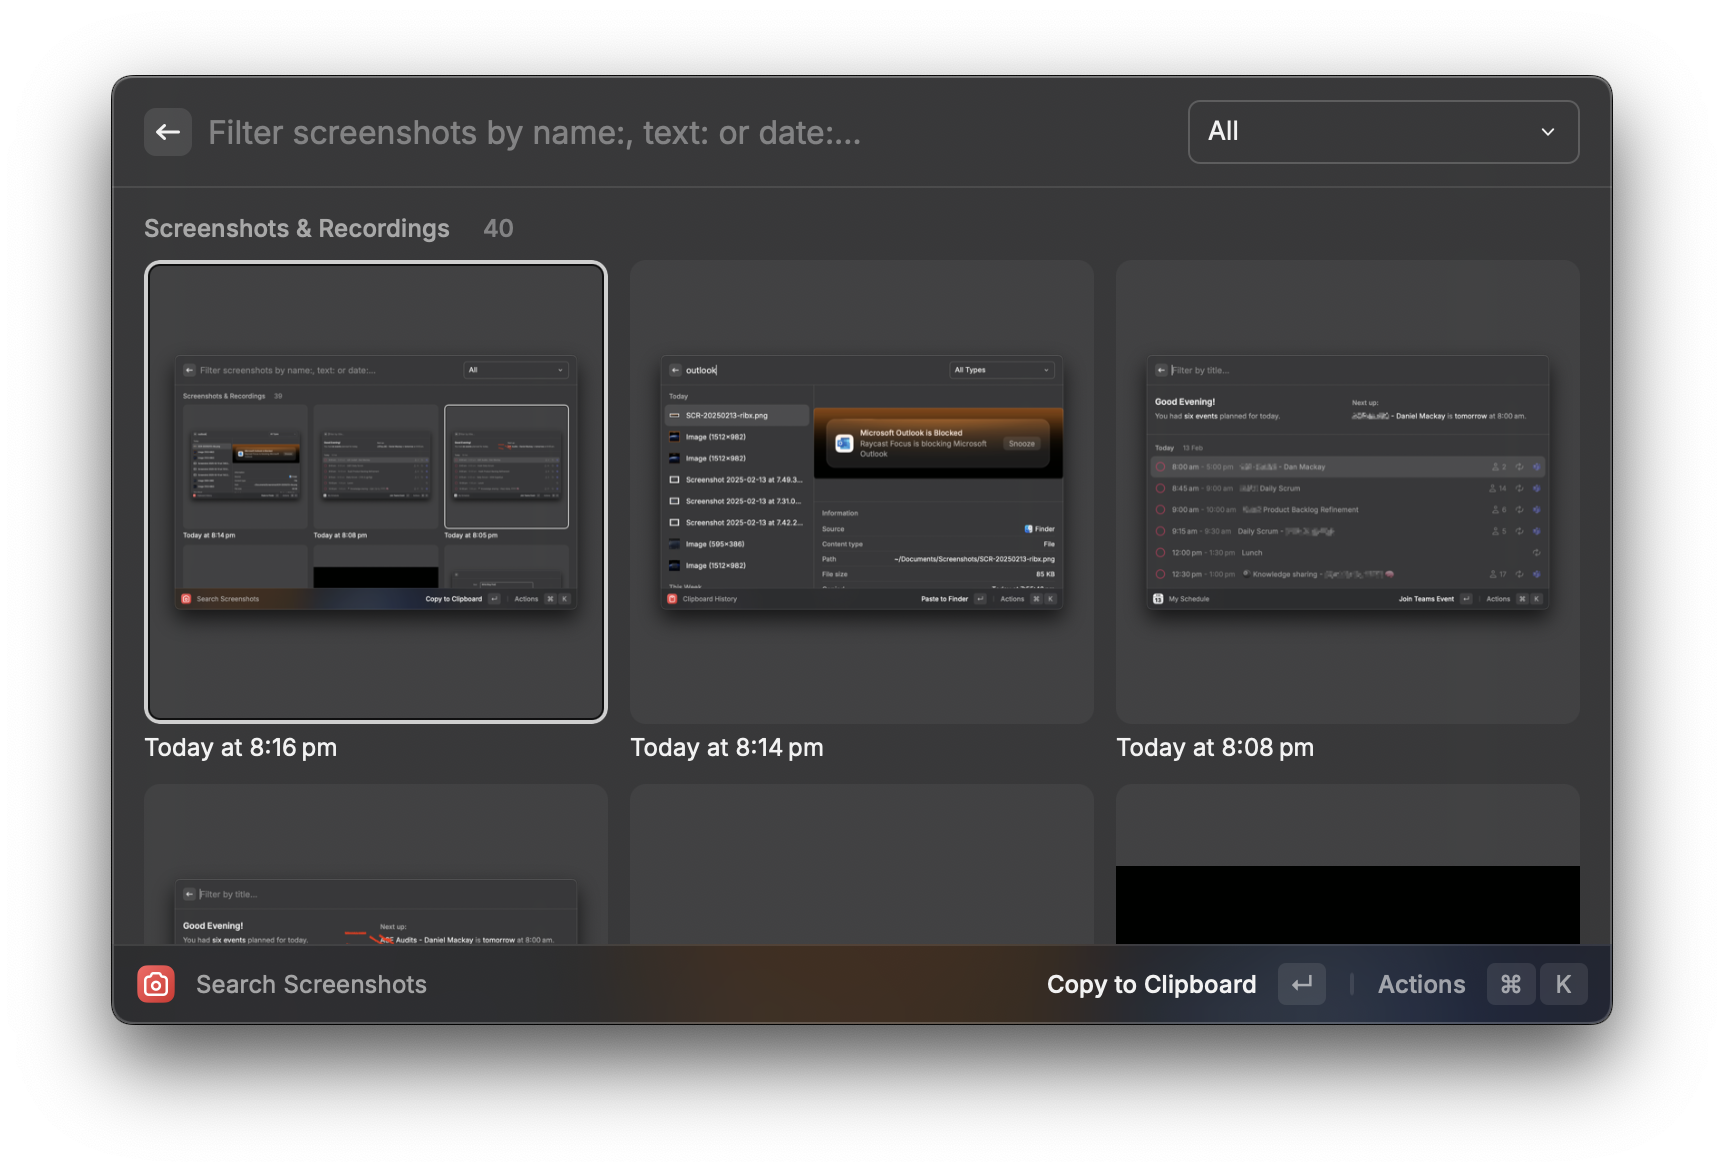 Filter screenshots by name:, text: or date:...
All
Screenshots & Recordings 40
Filter screenshots by name:, text: or date:...
All
Screenshots & Recordings 39
Today at 8:14 pm
Today at 8:08 pm
Today at 8:05 pm
Search Screenshots
Copy to Clipboard
Actions ⌘ K
Today at 8:16 pm
outlook
All Types
Today
SCR-20250213-ribx.png
Image (1512×982)
Image (1512×982)
Screenshot 2025-02-13 at 7.49.3...
Screenshot 2025-02-13 at 7.31.0...
Screenshot 2025-02-13 at 7.42.2...
Image (595×386)
Image (1512×982)
This Week
Microsoft Outlook is Blocked
Raycast Focus is blocking Microsoft
Outlook
Snooze
Information
Source Finder
Content type File
Path ~/Documents/Screenshots/SCR-20250213-ribx.png
File size 85 KB
Clipboard History
Paste to Finder
Actions ⌘ K
Today at 8:14 pm
Filter by title...
Good Evening!
You had six events planned for today.
Next up:
- Daniel Mackay is tomorrow at 8:00 am.
Today 13 Feb
8:00 am - 5:00 pm - Dan Mackay 2
8:45 am - 9:00 am Daily Scrum 14
9:00 am - 10:00 am Product Backlog Refinement 6
9:15 am - 9:30 am Daily Scrum - 5
12:00 pm - 1:30 pm Lunch
12:30 pm - 1:00 pm Knowledge sharing - 17
My Schedule
Join Teams Event
Actions ⌘ K
Today at 8:08 pm
Filter by title...
Good Evening!
You had six events planned for today.
Next up:
Audits - Daniel Mackay is tomorrow at 8:00 am.
Search Screenshots
Copy to Clipboard
Actions ⌘ K